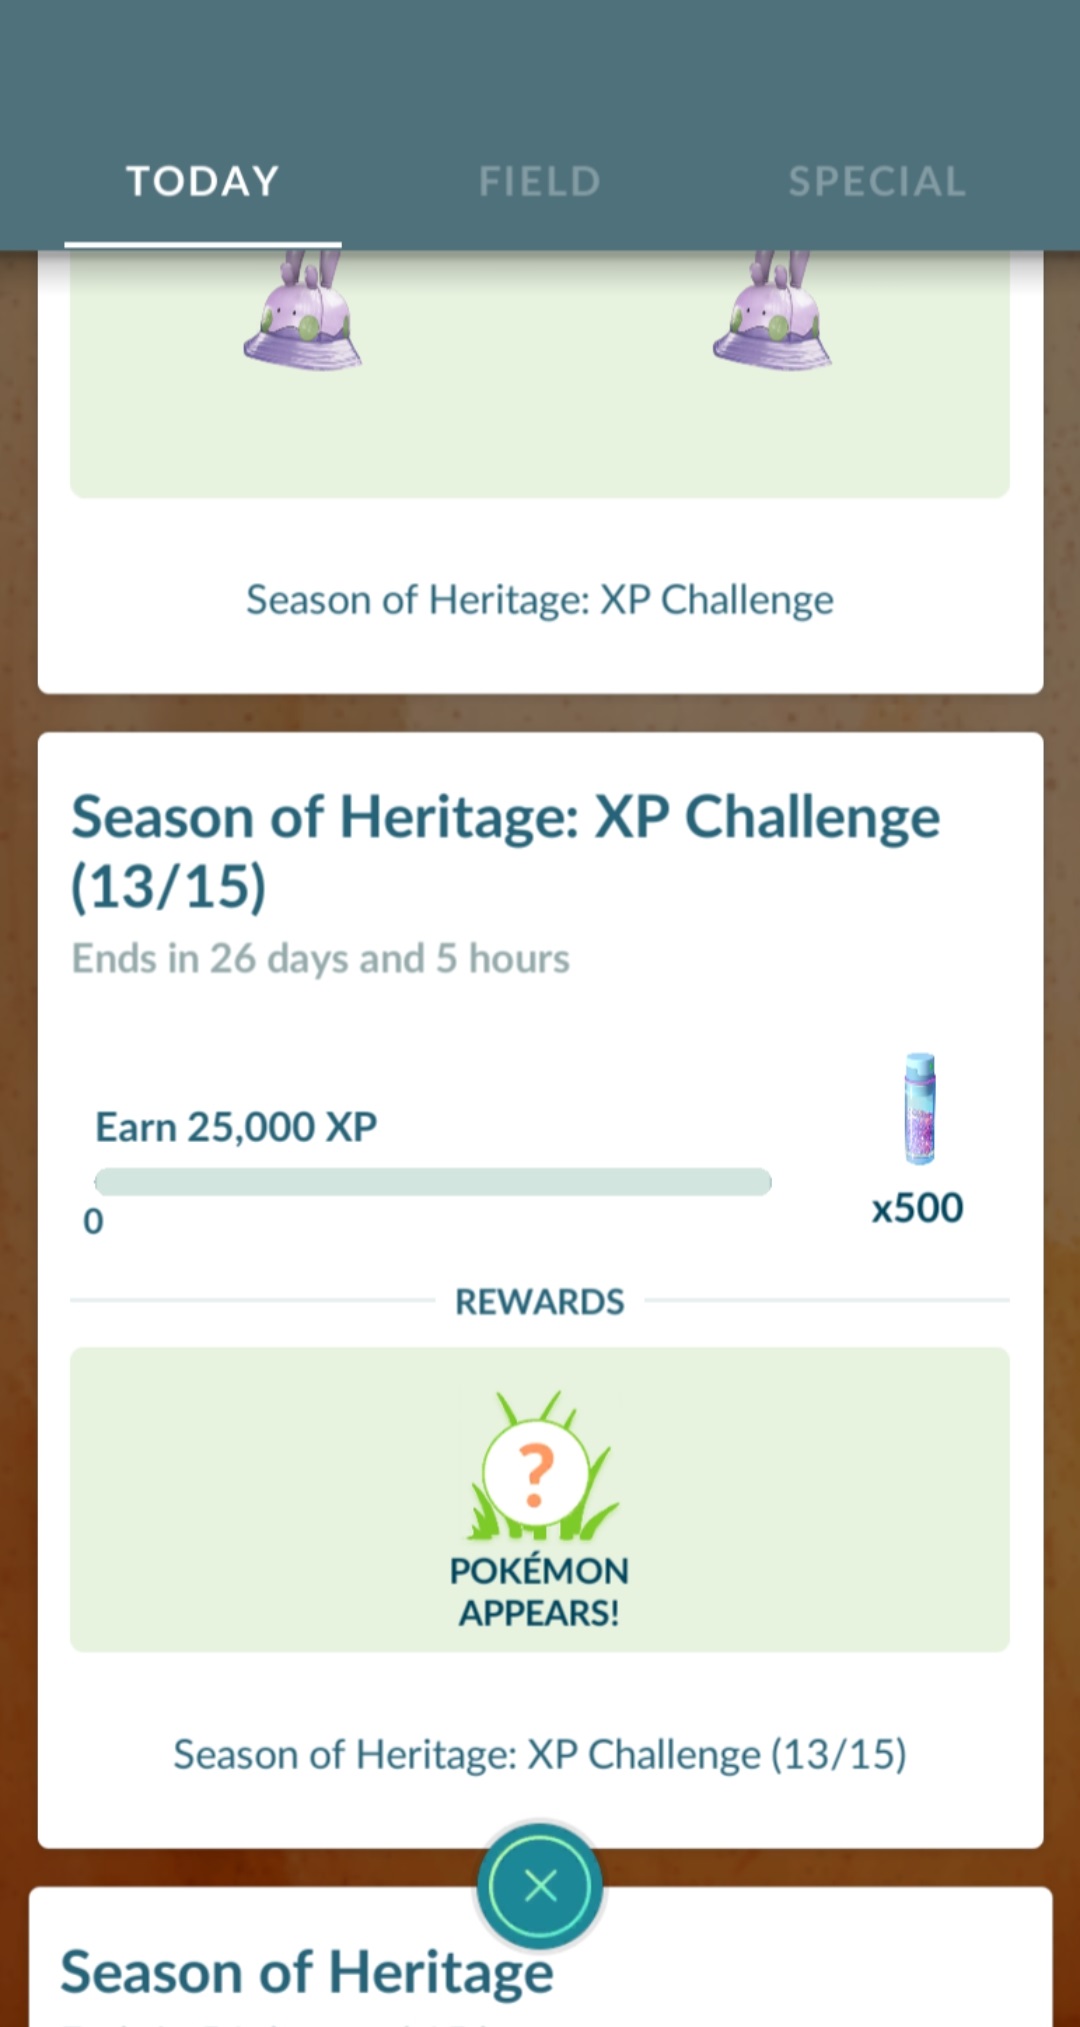 TODAY
FIELD
SPECIAL
Season of Heritage: XP Challenge
Season of Heritage: XP Challenge
(13/15)
Ends in 26 days and 5 hours
Earn 25,000 XP
0
x500
REWARDS
?
POKÉMON
APPEARS!
Season of Heritage: XP Challenge (13/15)
Season of Heritage